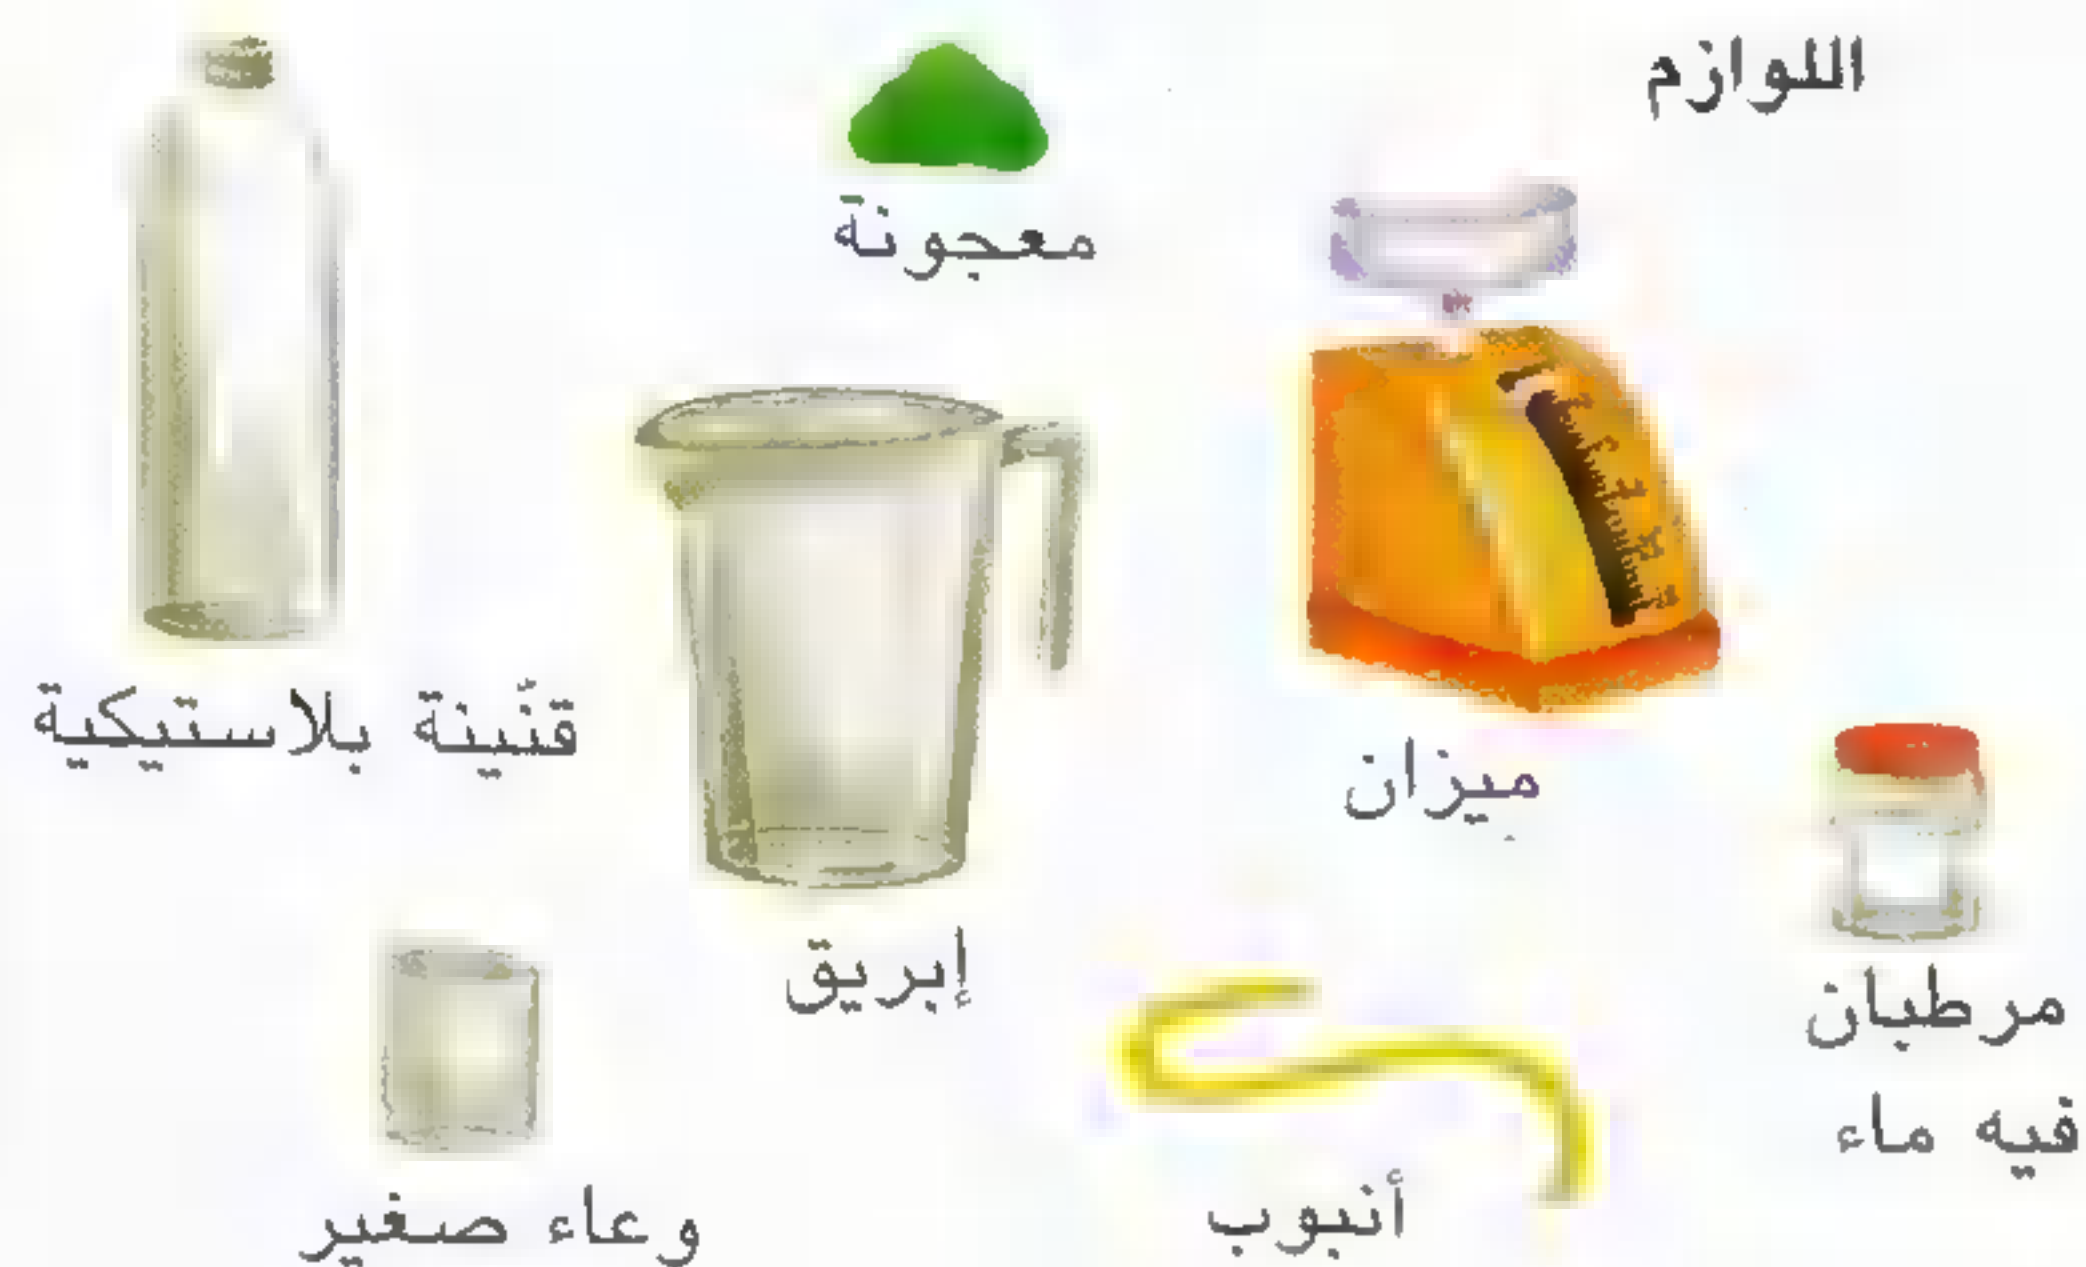 اللوازم
معجونة
قنّينة بلاستيكية
ميزان
إبريق
مرطبان
فيه ماء
أنبوب
وعاء صغير